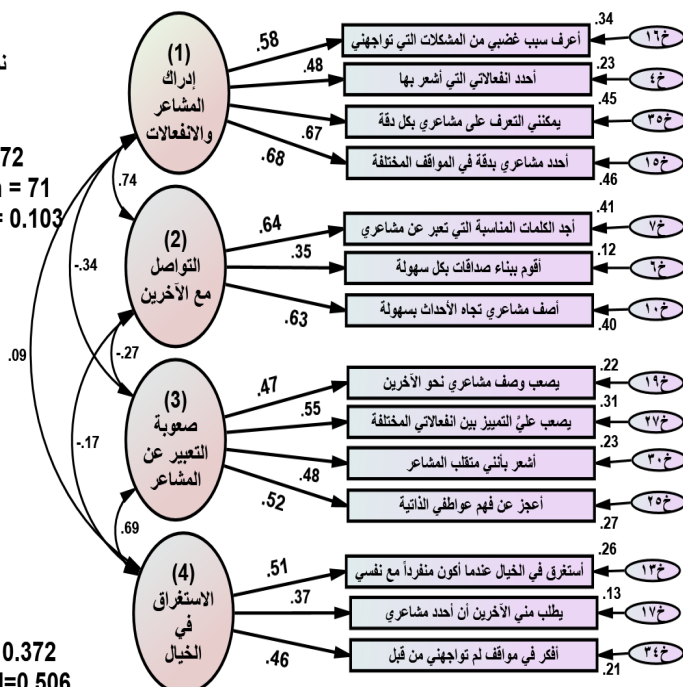 (1)
إدراك
المشاعر
والانفعالات
.58
.48
.67
.68
أعرف سبب غضبي من المشكلات التي تواجهني
.34
خ١٦
أحدد انفعالاتي التي أشعر بها
.23
خ٤
يمكنني التعرف على مشاعري بكل دقة
.45
خ٣٥
أحدد مشاعري بدقة في المواقف المختلفة
.46
خ١٥
72
= 71
= 0.103
.74
-.34
.09
(2)
التواصل
مع الآخرين
.64
.35
.63
أجد الكلمات المناسبة التي تعبر عن مشاعري
.41
خ٧
أقوم ببناء صداقات بكل سهولة
.12
خ٦
أصف مشاعري تجاه الأحداث بسهولة
.40
خ١٠
-.27
-.17
(3)
صعوبة
التعبير عن
المشاعر
.47
.55
.48
.52
يصعب وصف مشاعري نحو الآخرين
.22
خ١٩
يصعب عليَّ التمييز بين انفعالاتي المختلفة
.31
خ٢٧
أشعر بأنني متقلب المشاعر
.23
خ٣٠
أعجز عن فهم عواطفي الذاتية
.27
خ٢٥
.69
(4)
الاستغراق
في
الخيال
.51
.37
.46
أستغرق في الخيال عندما أكون منفرداً مع نفسي
.26
خ١٣
يطلب مني الآخرين أن أحدد مشاعري
.13
خ١٧
أفكر في مواقف لم تواجهني من قبل
.21
خ٣٤
0.372
=0.506